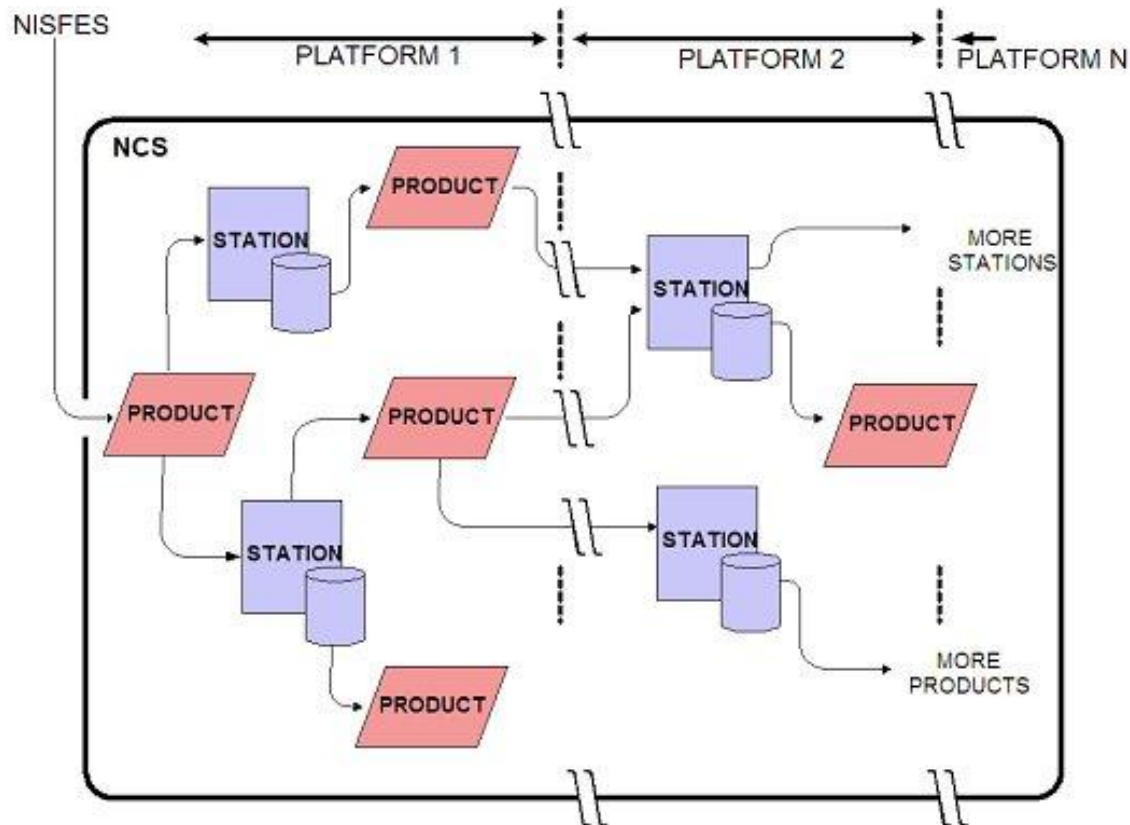 NISFES
PLATFORM 1
PLATFORM 2
PLATFORM N
NCS
PRODUCT
STATION
STATION
MORE
STATIONS
PRODUCT
PRODUCT
PRODUCT
STATION
STATION
MORE
PRODUCTS
PRODUCT